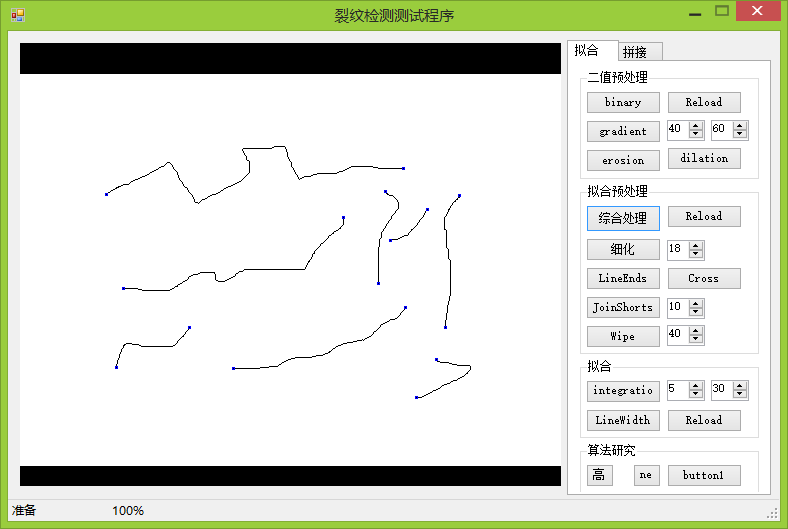 裂纹检测测试程序
拟合 拼接
二值预处理
binary Reload
gradient 40 60
erosion dilation
拟合预处理
综合处理 Reload
细化 18
LineEnds Cross
JoinShorts 10
Wipe 40
拟合
integratio 5 30
LineWidth Reload
算法研究
高 ne button1
准备 100%